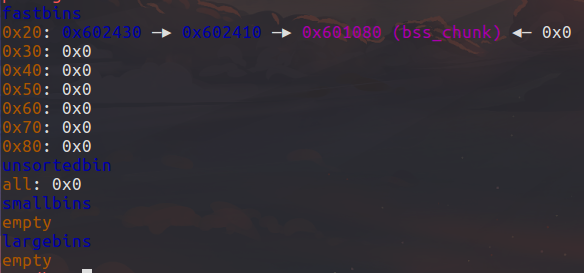 fastbins
0x20: 0x602430 —▸ 0x602410 —▸ 0x601080 (bss_chunk) ◂— 0x0
0x30: 0x0
0x40: 0x0
0x50: 0x0
0x60: 0x0
0x70: 0x0
0x80: 0x0
unsortedbin
all: 0x0
smallbins
empty
largebins
empty